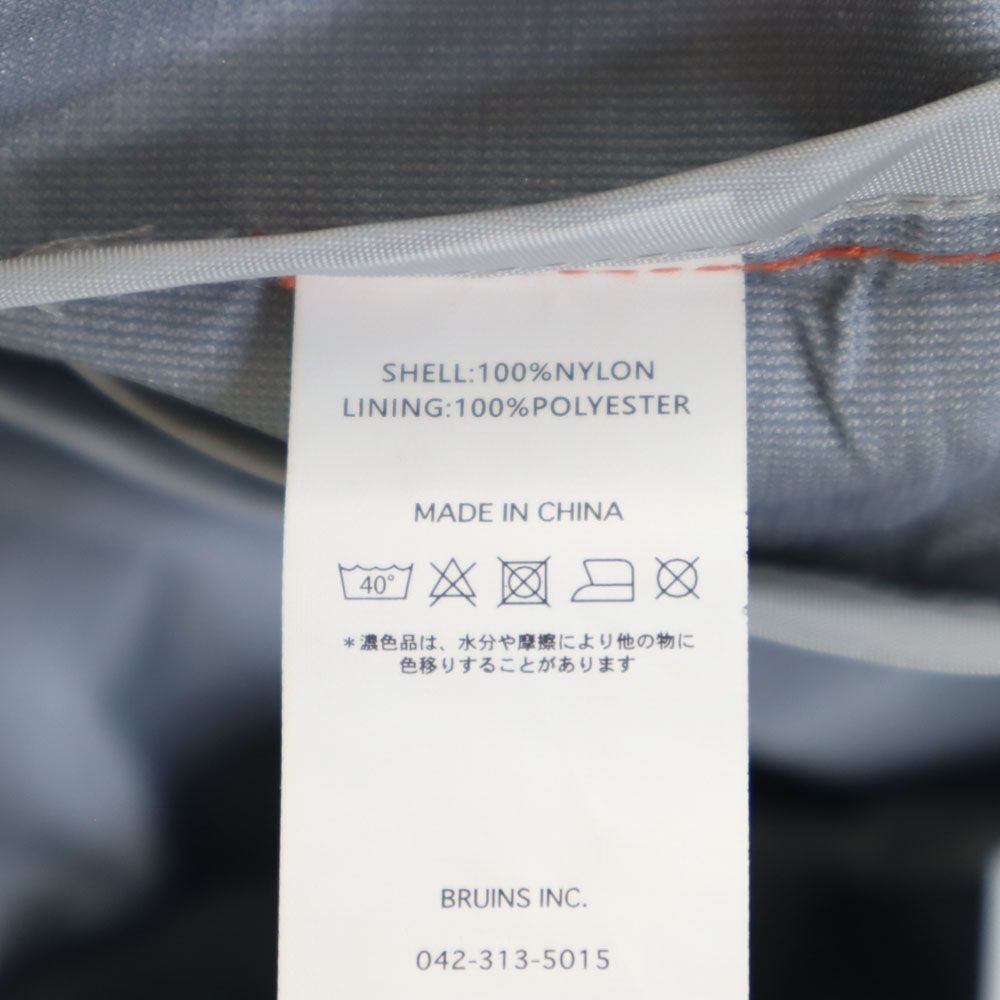 SHELL:100%NYLON
LINING:100%POLYESTER
MADE IN CHINA
40°
*濃色品は、水分や摩擦により他の物に
色移りすることがあります
BRUINS INC.
042-313-5015